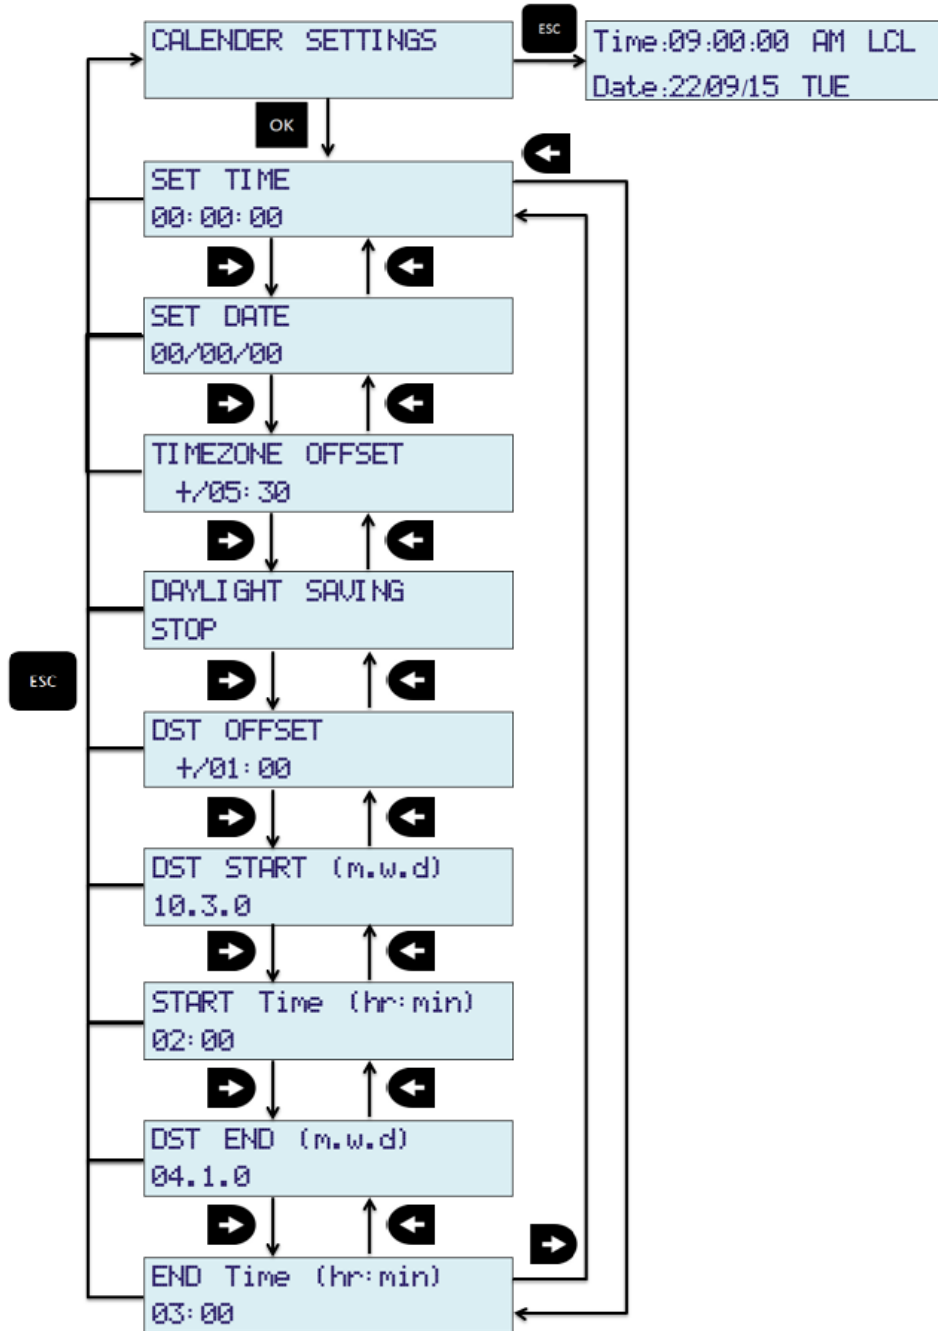 CALENDER SETTINGS
ESC
Time:09:00:00 AM LCL
Date:22/09/15 TUE
OK
SET TIME
00:00:00
SET DATE
00/00/00
TIMEZONE OFFSET
+/05:30
DAYLIGHT SAVING
STOP
ESC
DST OFFSET
+/01:00
DST START (m.w.d)
10.3.0
START Time (hr:min)
02:00
DST END (m.w.d)
04.1.0
END Time (hr:min)
03:00